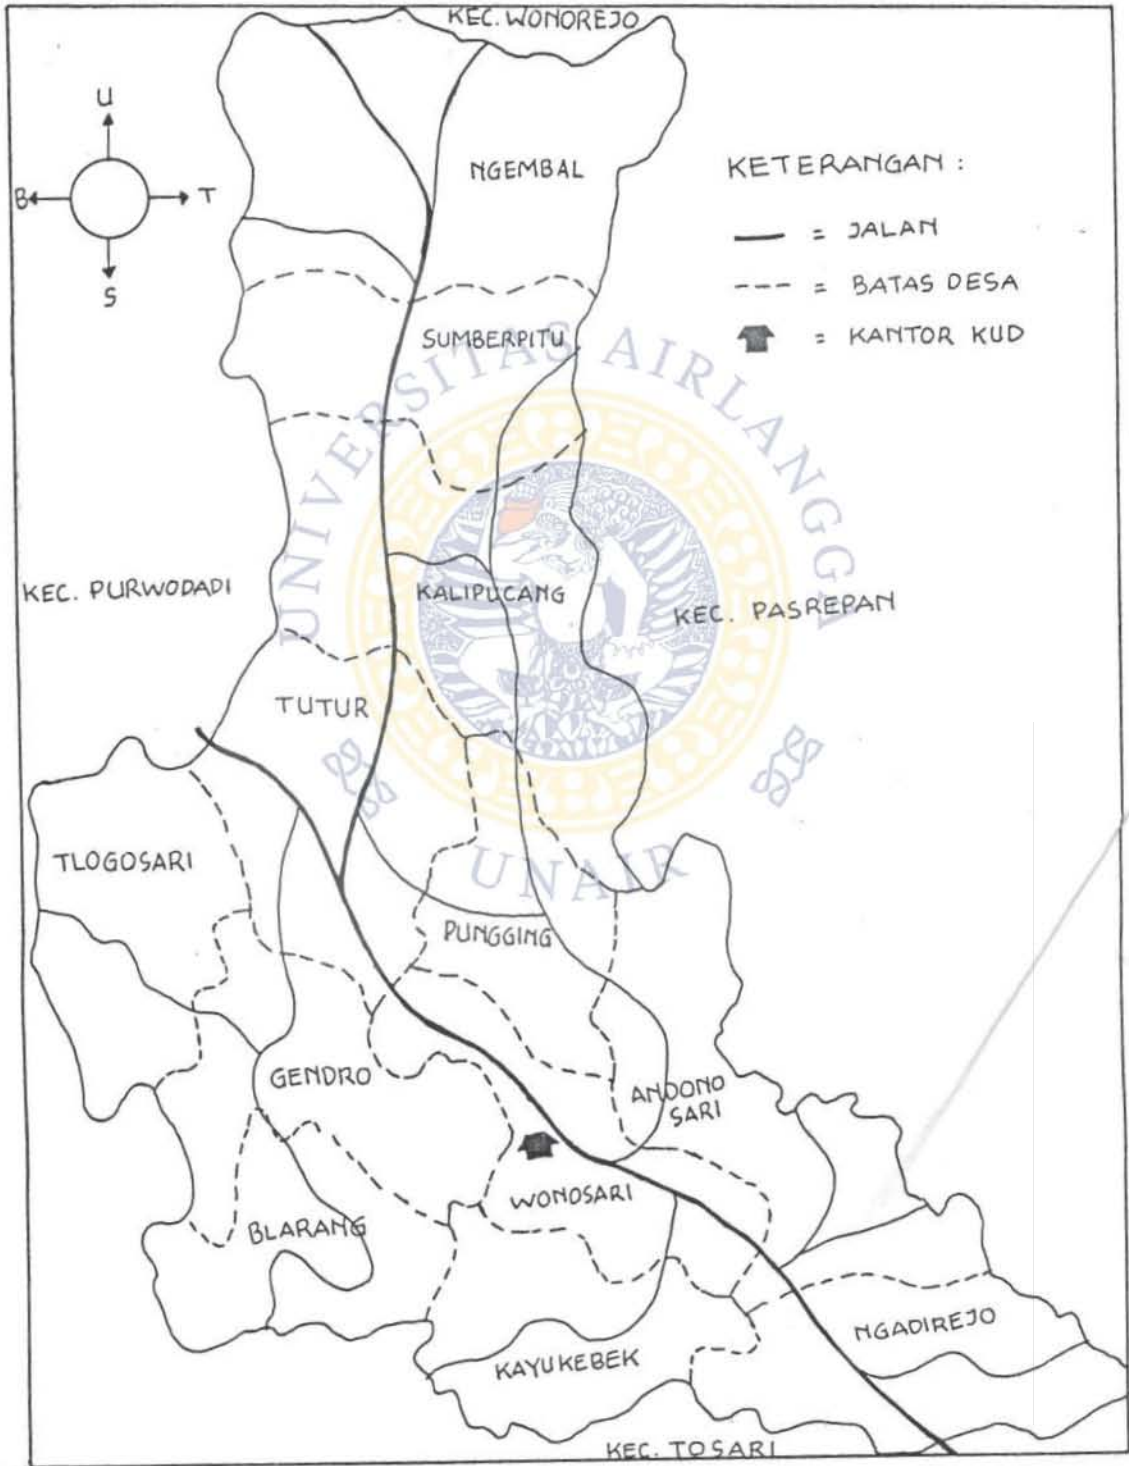 KEC. WONOREJO
U
B
T
S
NGEMBAL
KETERANGAN :
= JALAN
= BATAS DESA
= KANTOR KUD
SUMBERPITU
UNIVERSITAS AIRLANGGA
KEC. PURWODADI
KALIPUCANG
KEC. PASREPAN
TUTUR
TLOGOSARI
UNAIR
PUNGGING
GENDRO
ANDONO
SARI
WONOSARI
BLARANG
NGADIREJO
KAYUKEBEK
KEC. TOSARI